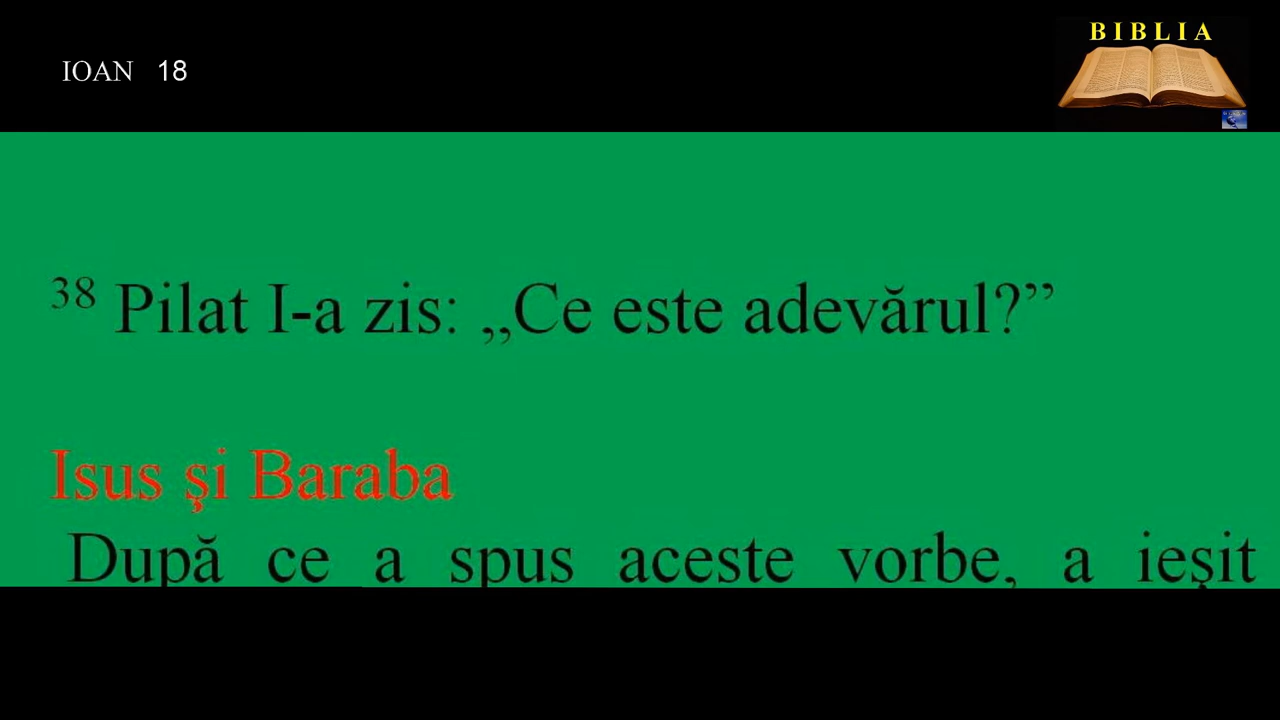 BIBLIA
IOAN 18
38 Pilat I-a zis: „Ce este adevărul?”
Isus şi Baraba
După ce a spus aceste vorbe, a ieşit